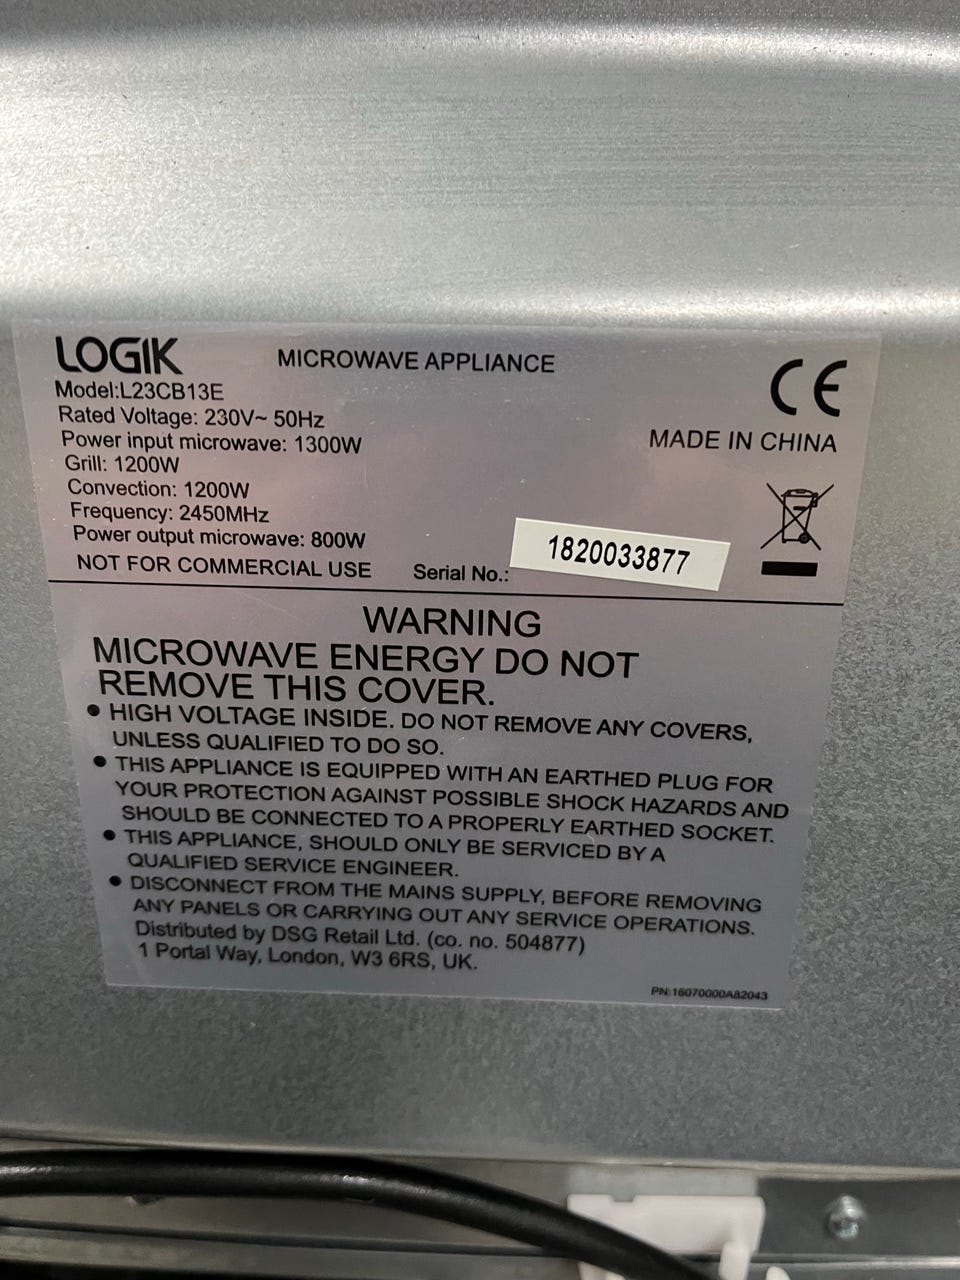 LOGIK
MICROWAVE APPLIANCE
CE
Model:L23CB13E
Rated Voltage: 230V~ 50Hz
Power input microwave: 1300W
MADE IN CHINA
Grill: 1200W
Convection: 1200W
Frequency: 2450MHz
Power output microwave: 800W
NOT FOR COMMERCIAL USE
Serial No.: 1820033877
WARNING
MICROWAVE ENERGY DO NOT
REMOVE THIS COVER.
● HIGH VOLTAGE INSIDE. DO NOT REMOVE ANY COVERS,
UNLESS QUALIFIED TO DO SO.
● THIS APPLIANCE IS EQUIPPED WITH AN EARTHED PLUG FOR
YOUR PROTECTION AGAINST POSSIBLE SHOCK HAZARDS AND
SHOULD BE CONNECTED TO A PROPERLY EARTHED SOCKET.
● THIS APPLIANCE, SHOULD ONLY BE SERVICED BY A
QUALIFIED SERVICE ENGINEER.
● DISCONNECT FROM THE MAINS SUPPLY, BEFORE REMOVING
ANY PANELS OR CARRYING OUT ANY SERVICE OPERATIONS.
Distributed by DSG Retail Ltd. (co. no. 504877)
1 Portal Way, London, W3 6RS, UK.
PN:16070000A82043